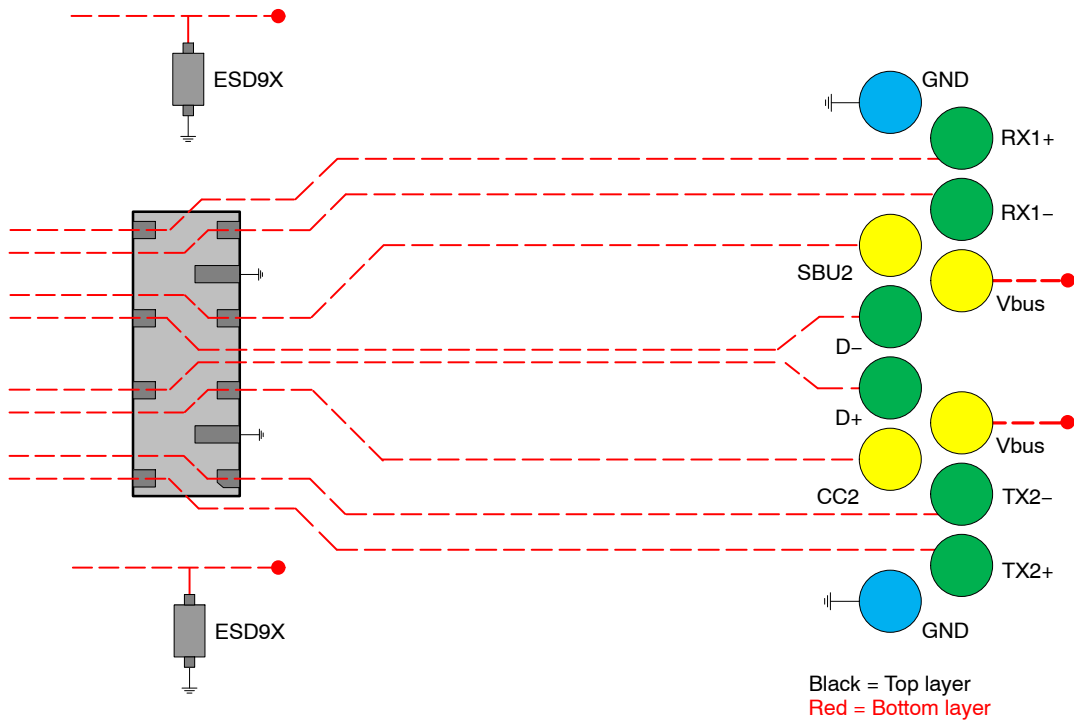 ESD9X
GND
RX1+
RX1−
SBU2
Vbus
D−
D+
Vbus
CC2
TX2−
TX2+
ESD9X
GND
Black = Top layer
Red = Bottom layer